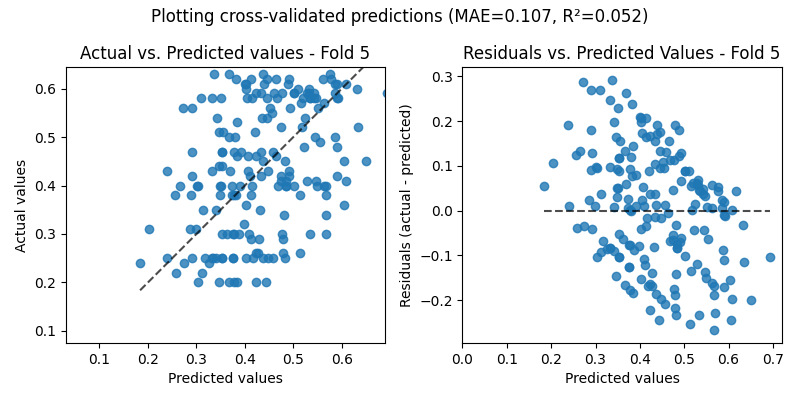 Plotting cross-validated predictions (MAE=0.107, R²=0.052)
Actual vs. Predicted values - Fold 5
Actual values
0.6
0.5
0.4
0.3
0.2
0.1
0.1 0.2 0.3 0.4 0.5 0.6
Predicted values
Residuals vs. Predicted Values - Fold 5
Residuals (actual - predicted)
0.3
0.2
0.1
0.0
−0.1
−0.2
0.0 0.1 0.2 0.3 0.4 0.5 0.6 0.7
Predicted values